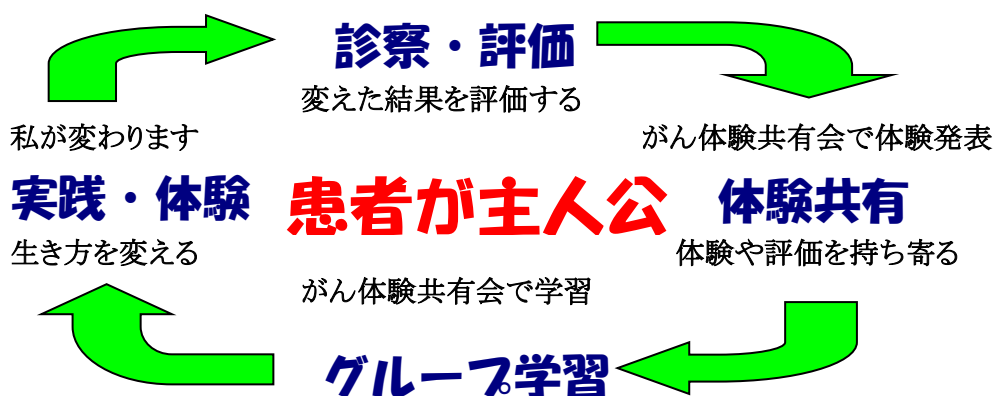 診察・評価
変えた結果を評価する
私が変わります
がん体験共有会で体験発表
実践・体験
患者が主人公
体験共有
生き方を変える
体験や評価を持ち寄る
がん体験共有会で学習
グループ学習